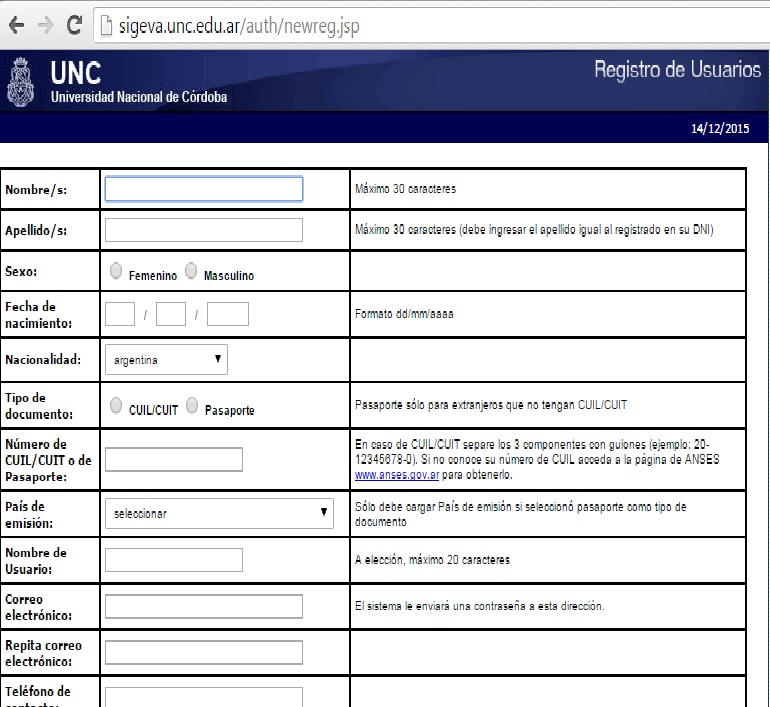 sigeva.unc.edu.ar/auth/newreg.jsp
UNC
Universidad Nacional de Córdoba
Registro de Usuarios
14/12/2015
Nombre/s:
Máximo 30 caracteres
Apellido/s:
Máximo 30 caracteres (debe ingresar el apellido igual al registrado en su DNI)
Sexo:
Femenino Masculino
Fecha de
nacimiento:
/ /
Formato dd/mm/aaaa
Nacionalidad:
argentina
Tipo de
documento:
CUIL/CUIT Pasaporte
Pasaporte sólo para extranjeros que no tengan CUIL/CUIT
Número de
CUIL/CUIT o de
Pasaporte:
En caso de CUIL/CUIT separe los 3 componentes con guiones (ejemplo: 20-
12345678-0). Si no conoce su número de CUIL acceda a la página de ANSES
www.anses.gov.ar para obtenerlo.
País de
emisión:
seleccionar
Sólo debe cargar País de emisión si seleccionó pasaporte como tipo de
documento
Nombre de
Usuario:
A elección, máximo 20 caracteres
Correo
electrónico:
El sistema le enviará una contraseña a esta dirección.
Repita correo
electrónico:
Teléfono de